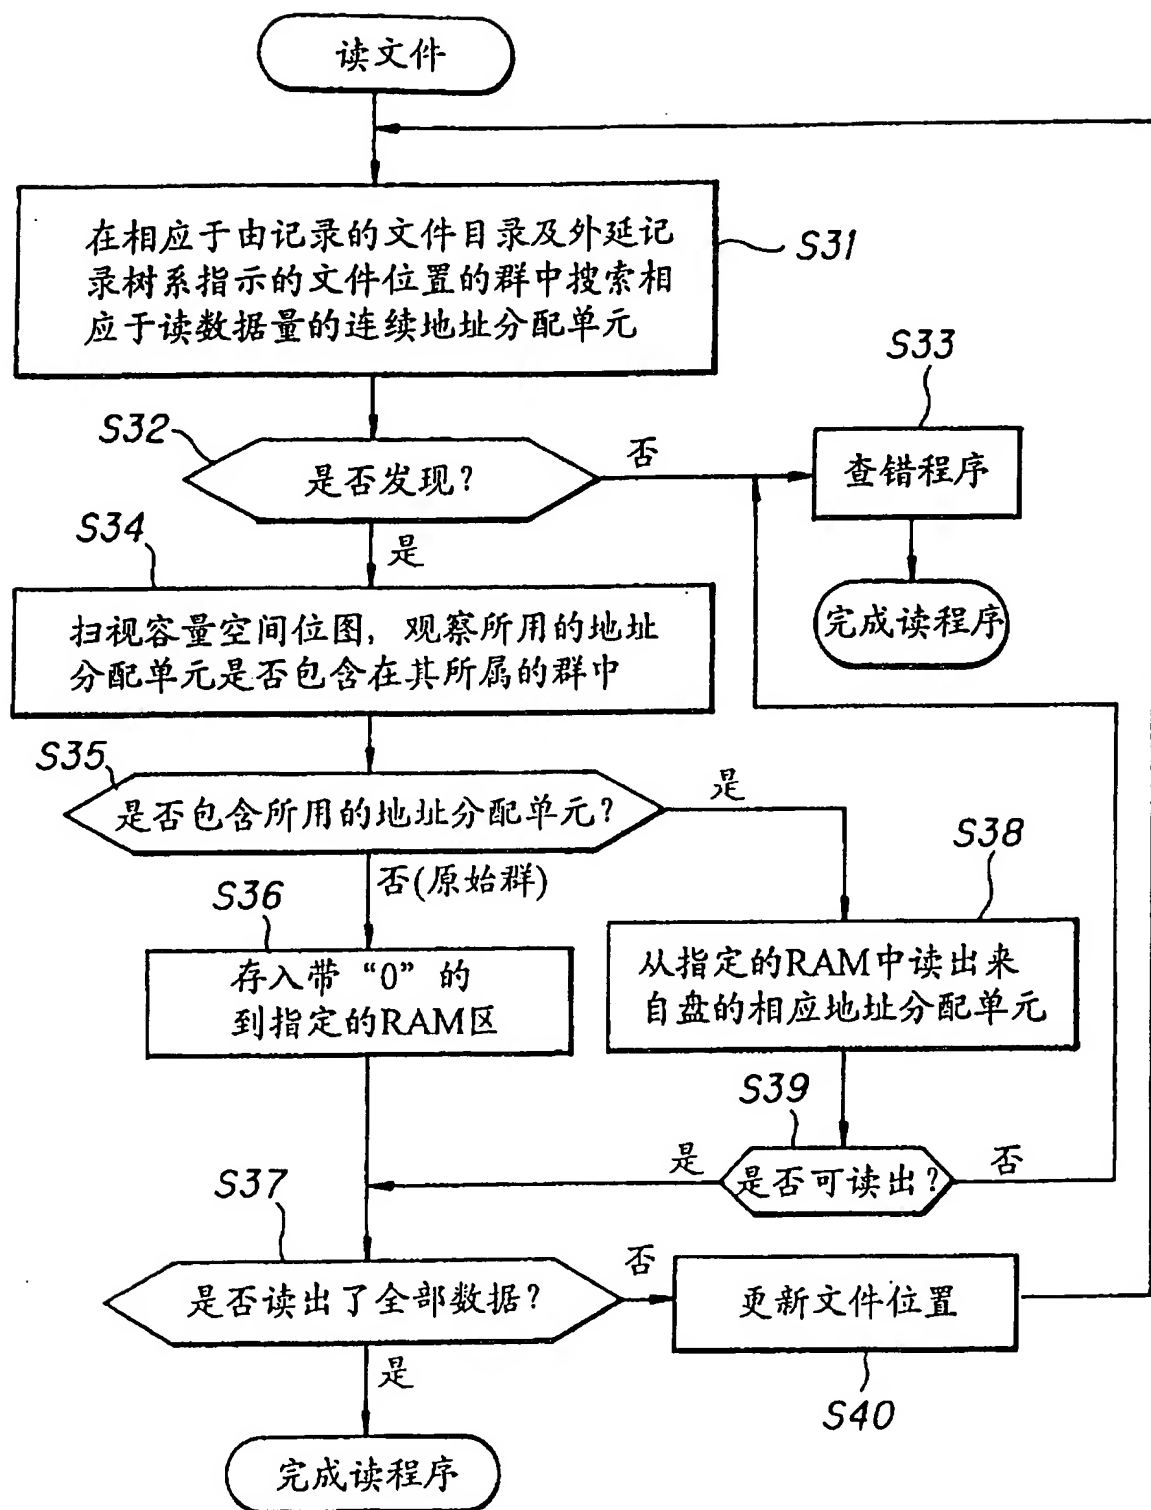 读文件
在相应于由记录的文件目录及外延记
录树系指示的文件位置的群中搜索相
应于读数据量的连续地址分配单元
S31
S32
是否发现?
否
S33
查错程序
完成读程序
是
S34
扫视容量空间位图，观察所用的地址
分配单元是否包含在其所属的群中
S35
是否包含所用的地址分配单元?
是
否(原始群)
S36
存入带“0”的
到指定的RAM区
S38
从指定的RAM中读出来
自盘的相应地址分配单元
S39
是否可读出?
是
否
S37
是否读出了全部数据?
否
更新文件位置
S40
是
完成读程序